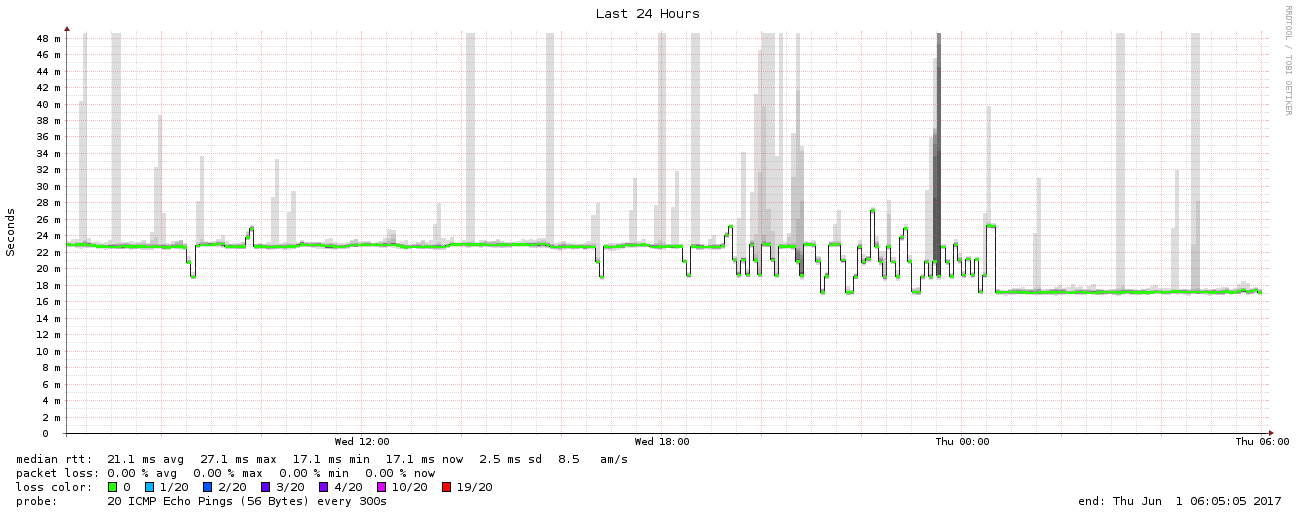 Last 24 Hours
RRDTOOL / TOBI OETIKER
Seconds
48 m
46 m
44 m
42 m
40 m
38 m
36 m
34 m
32 m
30 m
28 m
26 m
24 m
22 m
20 m
18 m
16 m
14 m
12 m
10 m
8 m
6 m
4 m
2 m
0
Wed 12:00 Wed 18:00 Thu 00:00 Thu 06:00
median rtt: 21.1 ms avg 27.1 ms max 17.1 ms min 17.1 ms now 2.5 ms sd 8.5 am/s
packet loss: 0.00 % avg 0.00 % max 0.00 % min 0.00 % now
loss color: 0 1/20 2/20 3/20 4/20 10/20 19/20
probe: 20 ICMP Echo Pings (56 Bytes) every 300s end: Thu Jun 1 06:05:05 2017